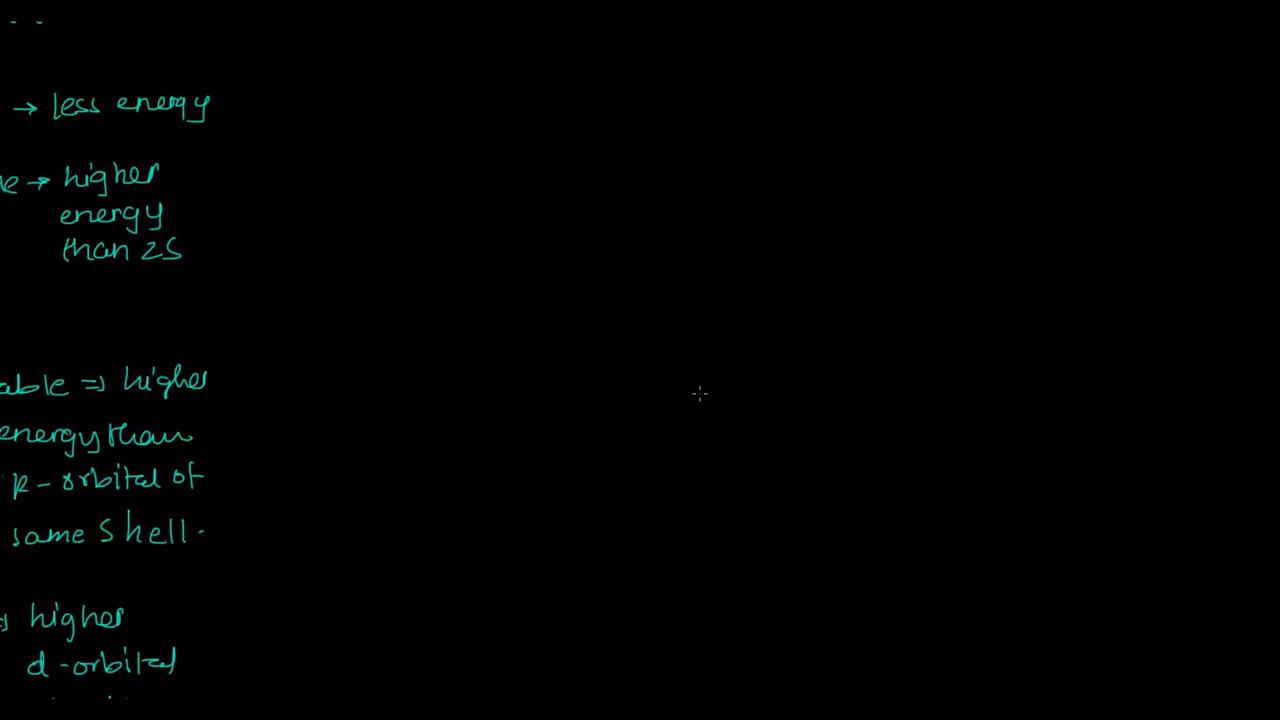 → less energy
e → higher
energy
than 2S
able ⇒ higher
energy than
p - orbital of
same shell.
⇒ higher
d - orbital